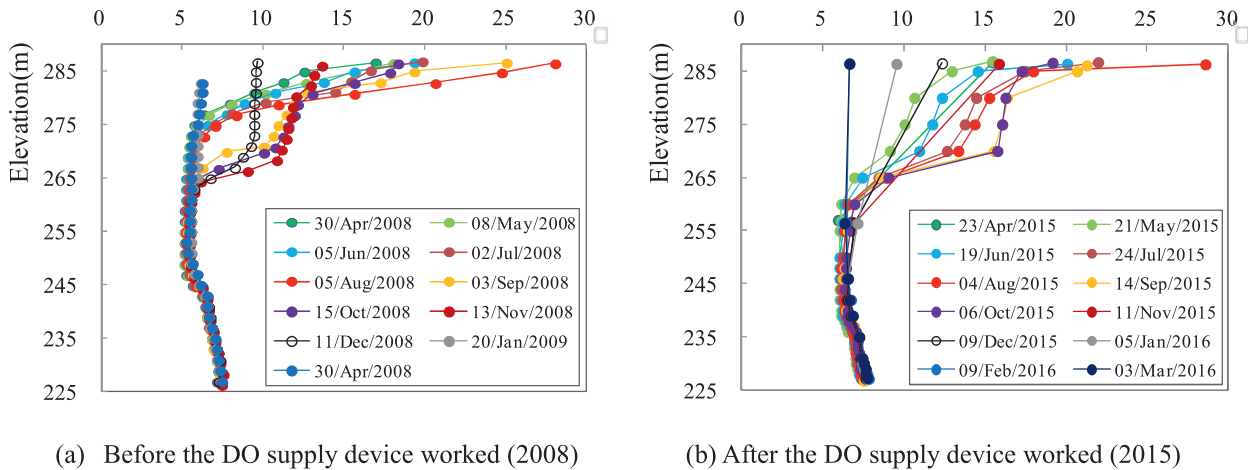 0 5 10 15 20 25 30
Elevation(m)
285
275
265
255
245
235
225
30/Apr/2008 08/May/2008
05/Jun/2008 02/Jul/2008
05/Aug/2008 03/Sep/2008
15/Oct/2008 13/Nov/2008
11/Dec/2008 20/Jan/2009
30/Apr/2008
(a) Before the DO supply device worked (2008)
0 5 10 15 20 25 30
Elevation(m)
285
275
265
255
245
235
225
23/Apr/2015 21/May/2015
19/Jun/2015 24/Jul/2015
04/Aug/2015 14/Sep/2015
06/Oct/2015 11/Nov/2015
09/Dec/2015 05/Jan/2016
09/Feb/2016 03/Mar/2016
(b) After the DO supply device worked (2015)